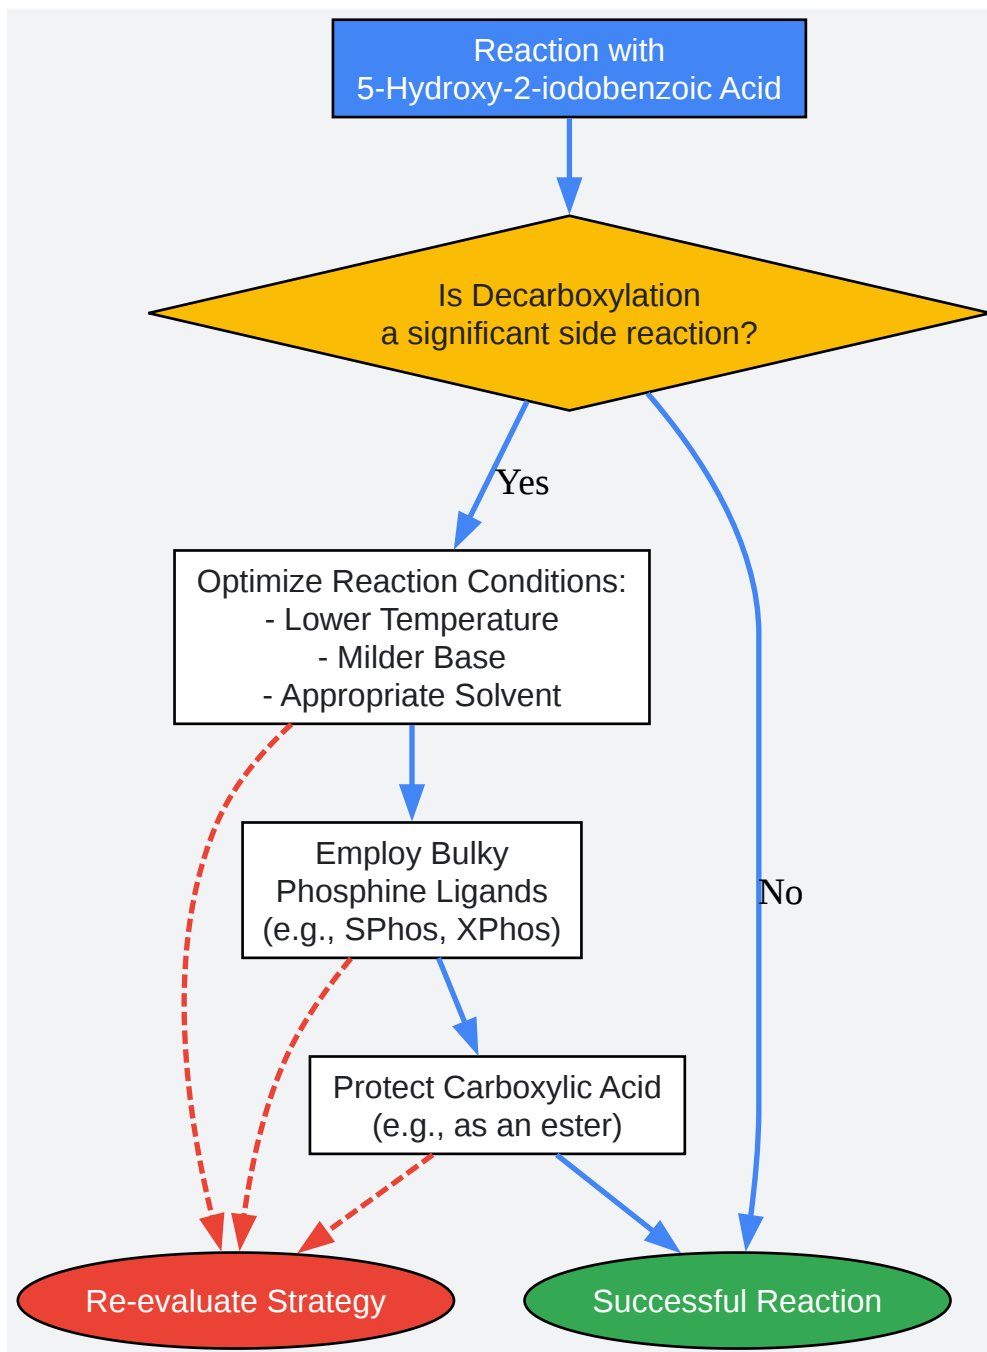 Reaction with
5-Hydroxy-2-iodobenzoic Acid
Is Decarboxylation
a significant side reaction?
Yes
Optimize Reaction Conditions:
- Lower Temperature
- Milder Base
- Appropriate Solvent
Employ Bulky
Phosphine Ligands
(e.g., SPhos, XPhos)
No
Protect Carboxylic Acid
(e.g., as an ester)
Re-evaluate Strategy
Successful Reaction